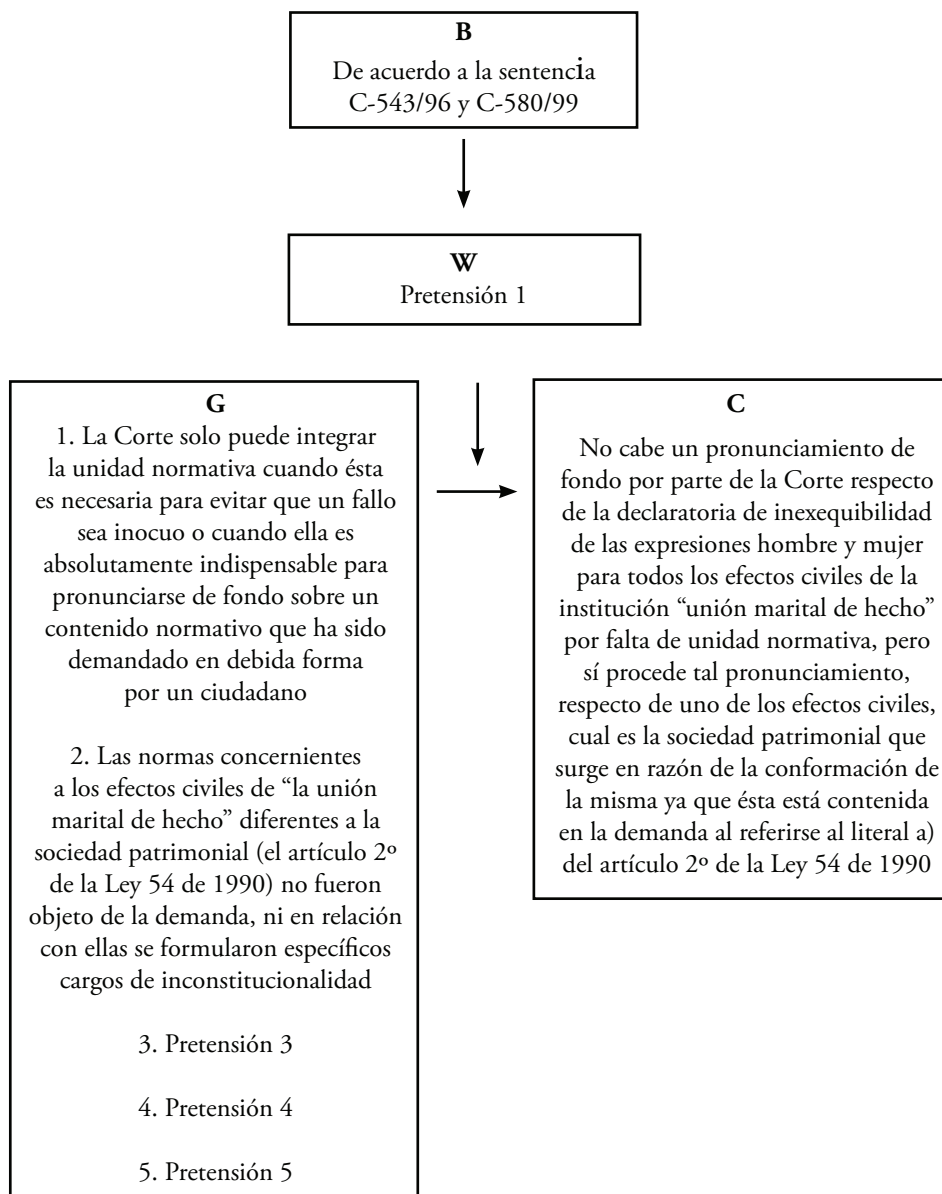 B
De acuerdo a la sentencia
C-543/96 y C-580/99
W
Pretensión 1
G
1. La Corte solo puede integrar
la unidad normativa cuando ésta
es necesaria para evitar que un fallo
sea inocuo o cuando ella es
absolutamente indispensable para
pronunciarse de fondo sobre un
contenido normativo que ha sido
demandado en debida forma
por un ciudadano
2. Las normas concernientes
a los efectos civiles de “la unión
marital de hecho” diferentes a la
sociedad patrimonial (el artículo 2º
de la Ley 54 de 1990) no fueron
objeto de la demanda, ni en relación
con ellas se formularon específicos
cargos de inconstitucionalidad
3. Pretensión 3
4. Pretensión 4
5. Pretensión 5
C
No cabe un pronunciamiento de
fondo por parte de la Corte respecto
de la declaratoria de inexequibilidad
de las expresiones hombre y mujer
para todos los efectos civiles de la
institución “unión marital de hecho”
por falta de unidad normativa, pero
sí procede tal pronunciamiento,
respecto de uno de los efectos civiles,
cual es la sociedad patrimonial que
surge en razón de la conformación de
la misma ya que ésta está contenida
en la demanda al referirse al literal a)
del artículo 2º de la Ley 54 de 1990